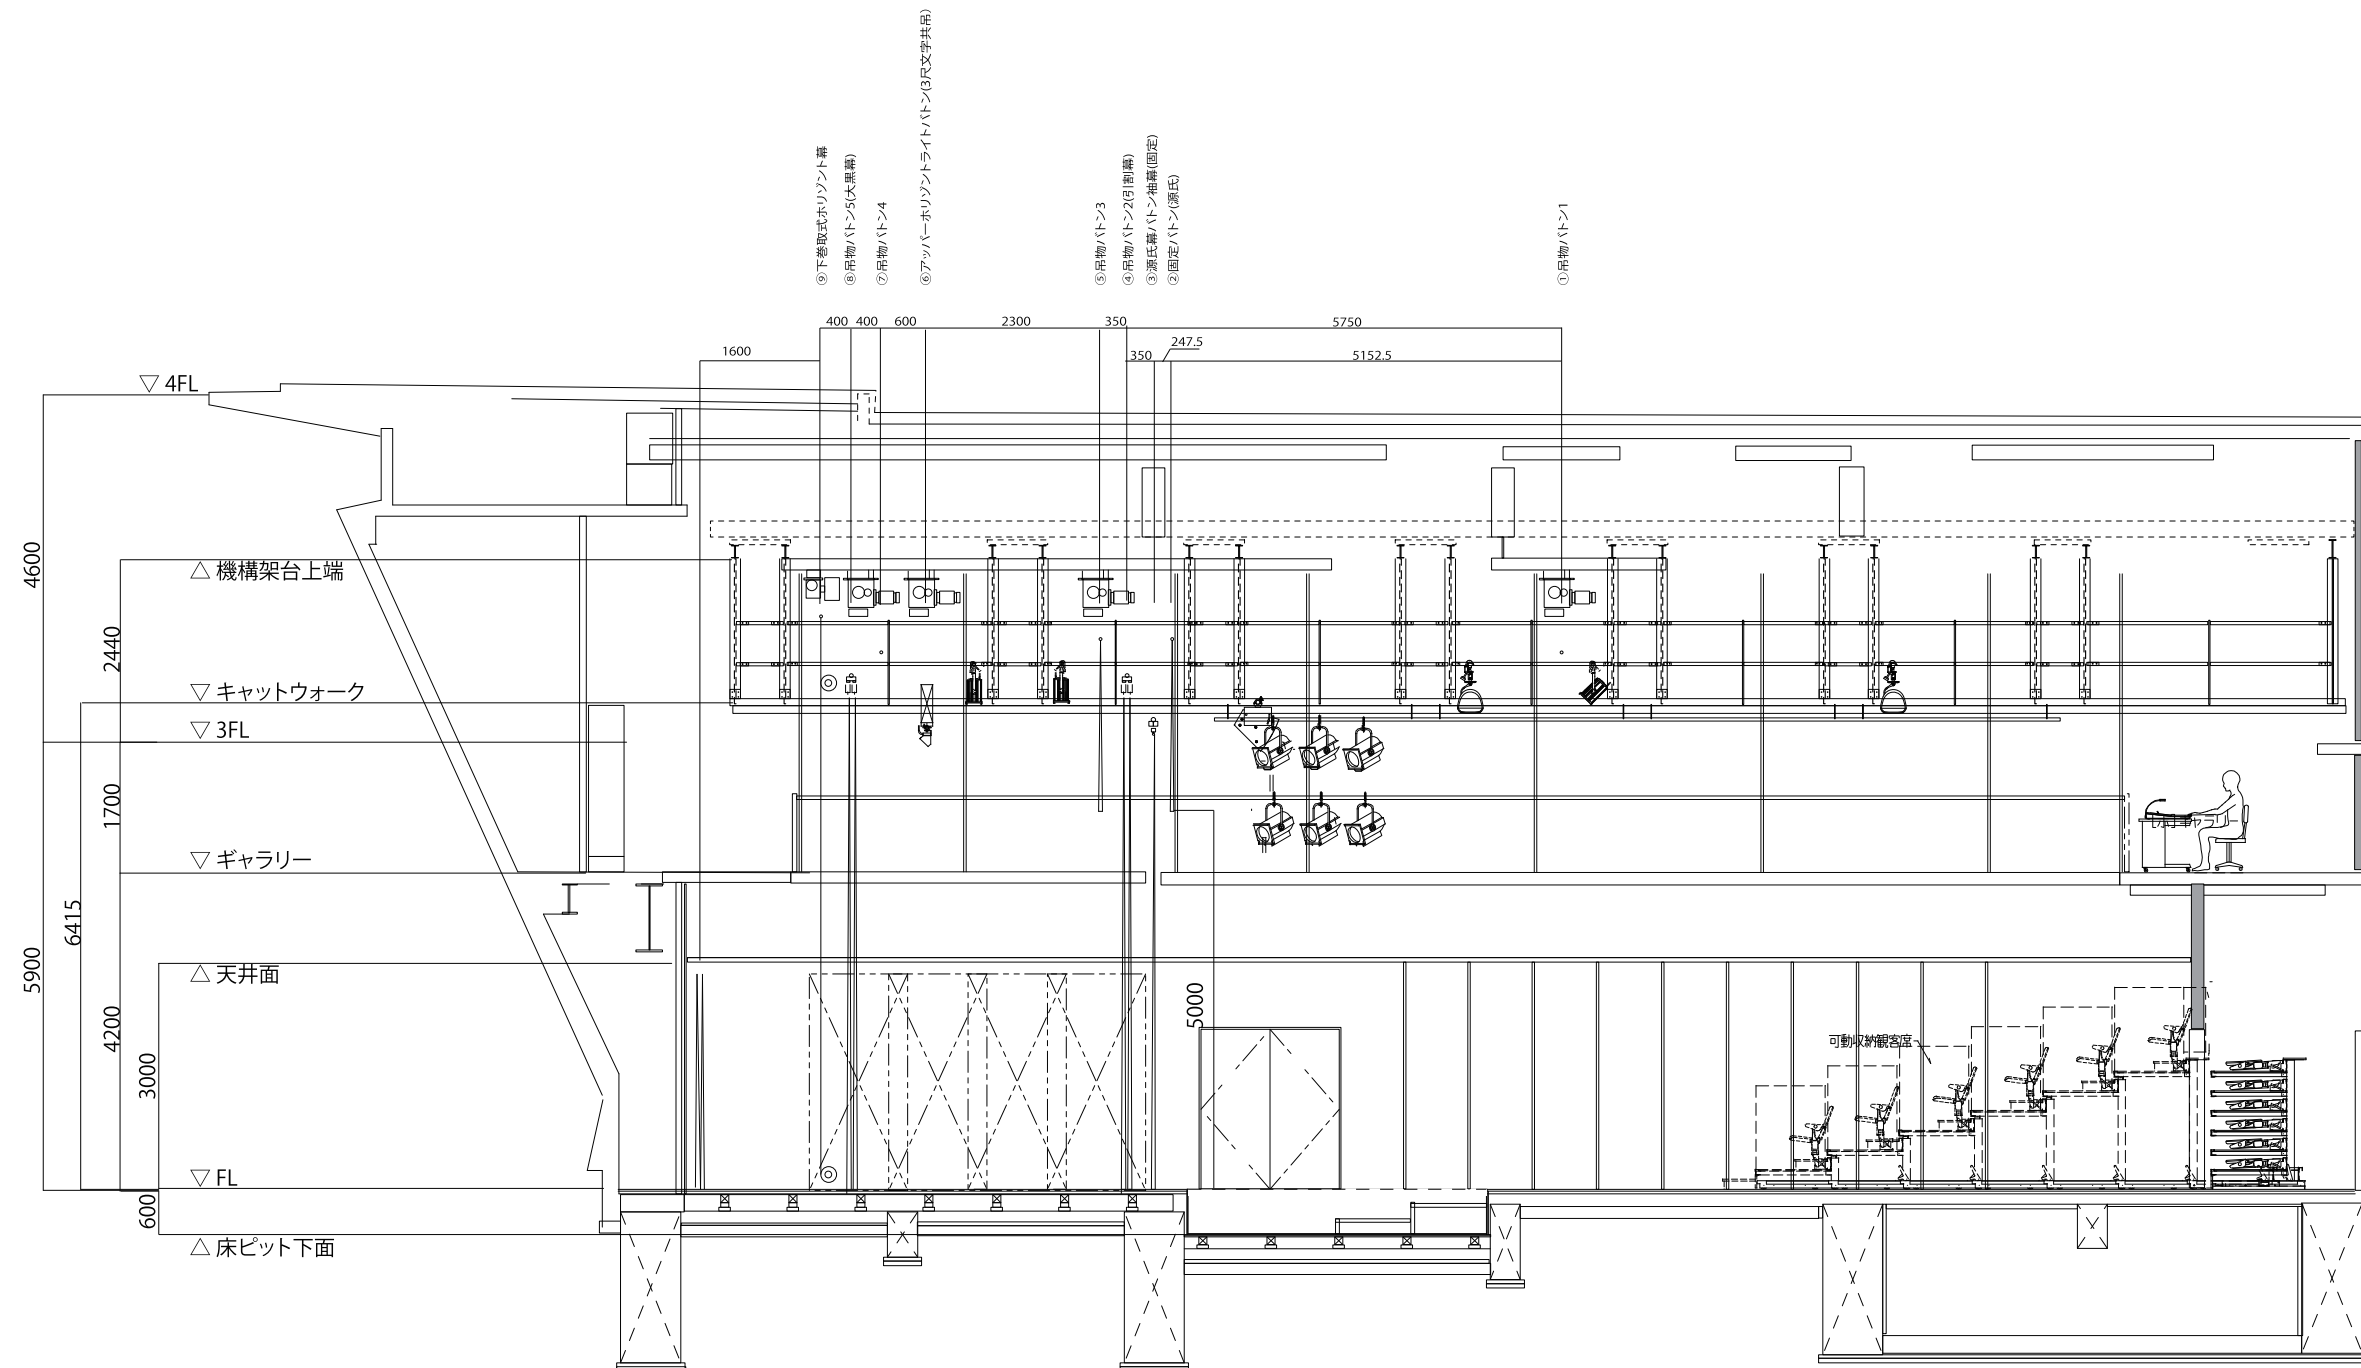 ⑨下巻取式ホリゾント幕
⑧吊物バトン5(大黒幕)
⑦吊物バトン4
⑥アッパーホリゾントライトバトン(3尺文字共吊)
⑤吊物バトン3
④吊物バトン2(引割幕)
③源氏幕バトン袖幕(固定)
②固定バトン(源氏)
①吊物バトン1
400
400
600
2300
350
5750
1600
350
247.5
5152.5
▽ 4FL
4600
△ 機構架台上端
2440
▽ キャットウォーク
▽ 3FL
1700
▽ ギャラリー
6415
5900
△ 天井面
4200
3000
5000
可動収納観客席
▽ FL
600
△ 床ピット下面